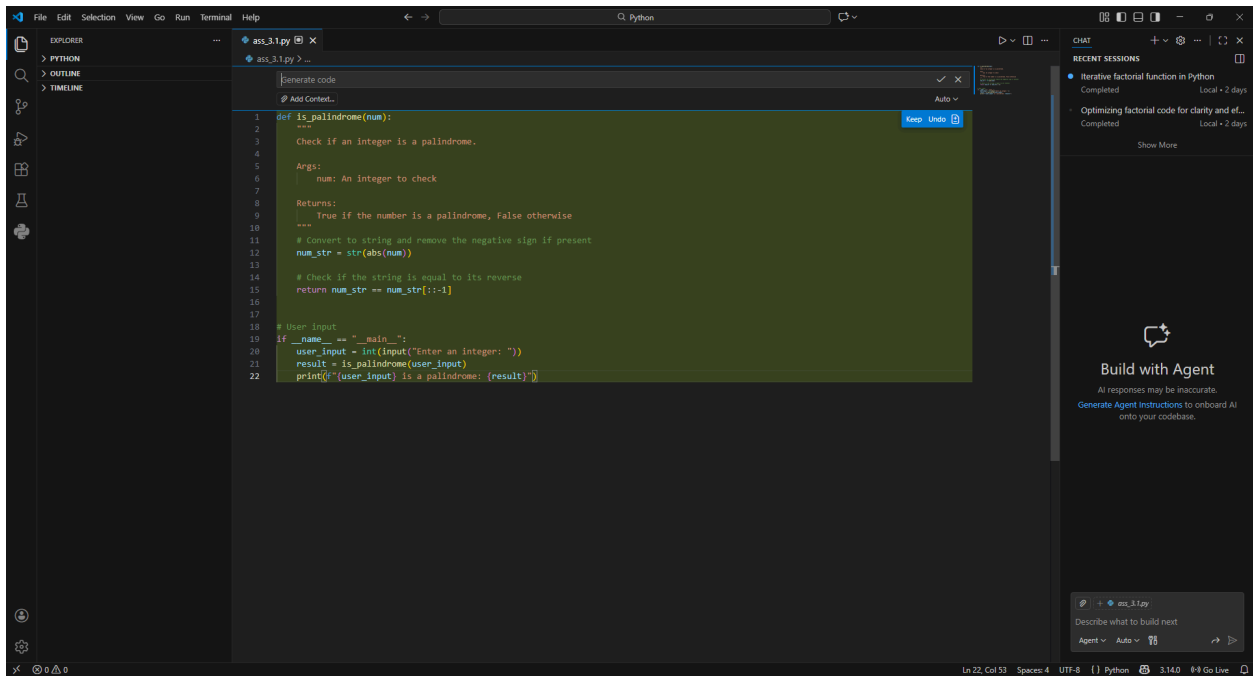 File Edit Selection View Go Run Terminal Help
Python
EXPLORER
PYTHON
OUTLINE
TIMELINE
ass_3.1.py
ass_3.1.py > ...
Generate code
Add Context...
Auto
Keep Undo
1 def is_palindrome(num):
2 """
3 Check if an integer is a palindrome.
4
5 Args:
6 num: An integer to check
7
8 Returns:
9 True if the number is a palindrome, False otherwise
10 """
11 # Convert to string and remove the negative sign if present
12 num_str = str(abs(num))
13
14 # Check if the string is equal to its reverse
15 return num_str == num_str[::-1]
16
17
18 # User input
19 if __name__ == "__main__":
20 user_input = int(input("Enter an integer: "))
21 result = is_palindrome(user_input)
22 print(f"{user_input} is a palindrome: {result}")
CHAT
RECENT SESSIONS
Iterative factorial function in Python
Completed Local • 2 days
Optimizing factorial code for clarity and ef...
Completed Local • 2 days
Show More
Build with Agent
AI responses may be inaccurate.
Generate Agent Instructions to onboard AI
onto your codebase.
ass_3.1.py
Describe what to build next
Agent Auto
0 0
Ln 22, Col 53 Spaces: 4 UTF-8 { } Python 3.14.0 Go Live